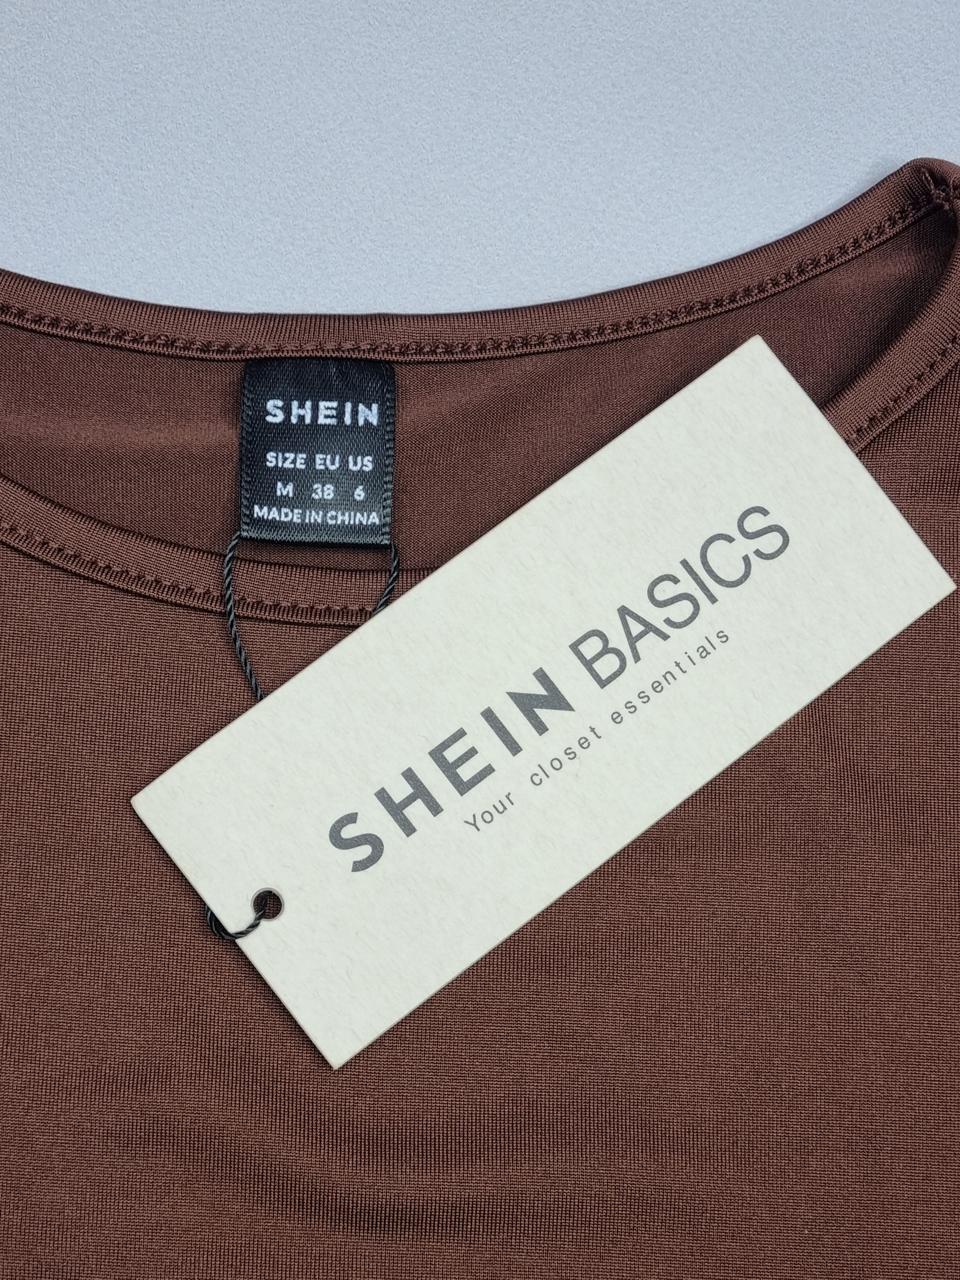 SHEIN
SIZE EU US
M 38 6
MADE IN CHINA
SHEIN BASICS
Your closet essentials